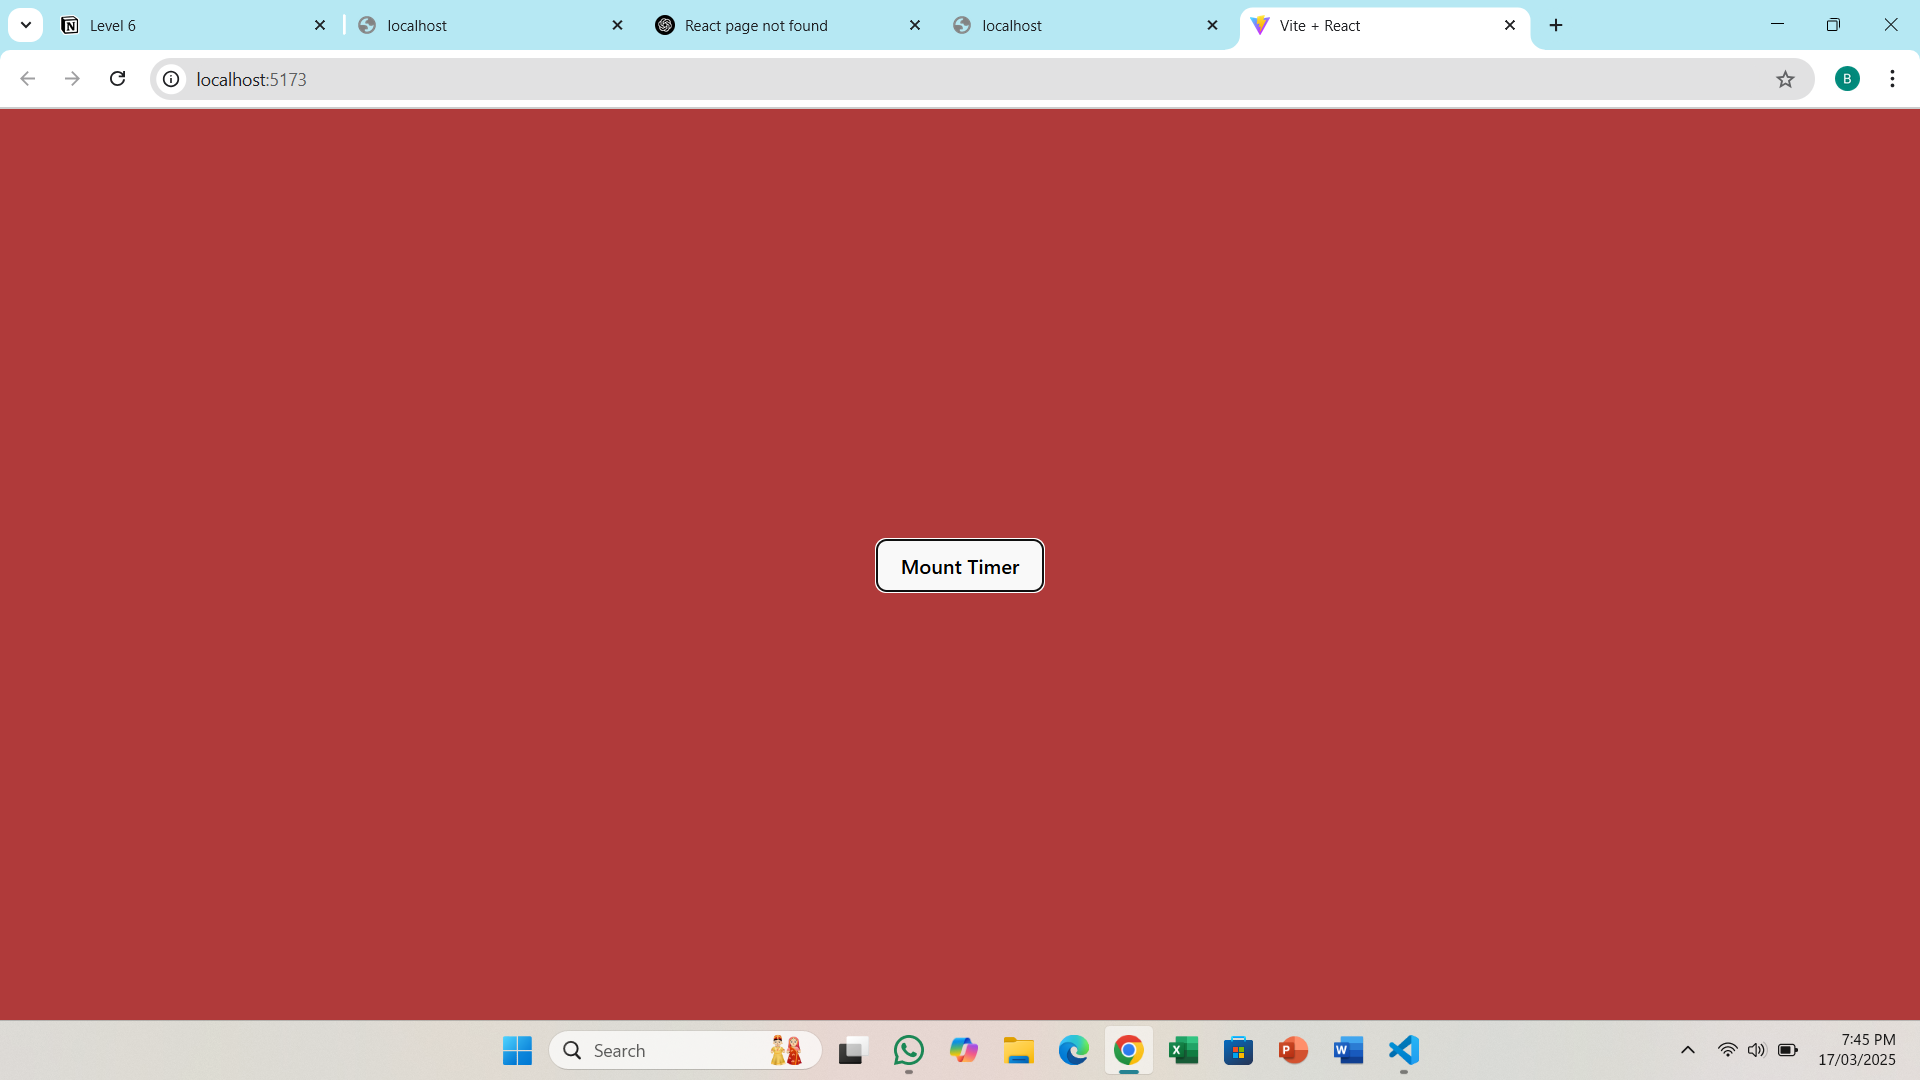 Level 6
localhost
React page not found
localhost
Vite + React
localhost:5173
B
Mount Timer
Search
7:45 PM
17/03/2025